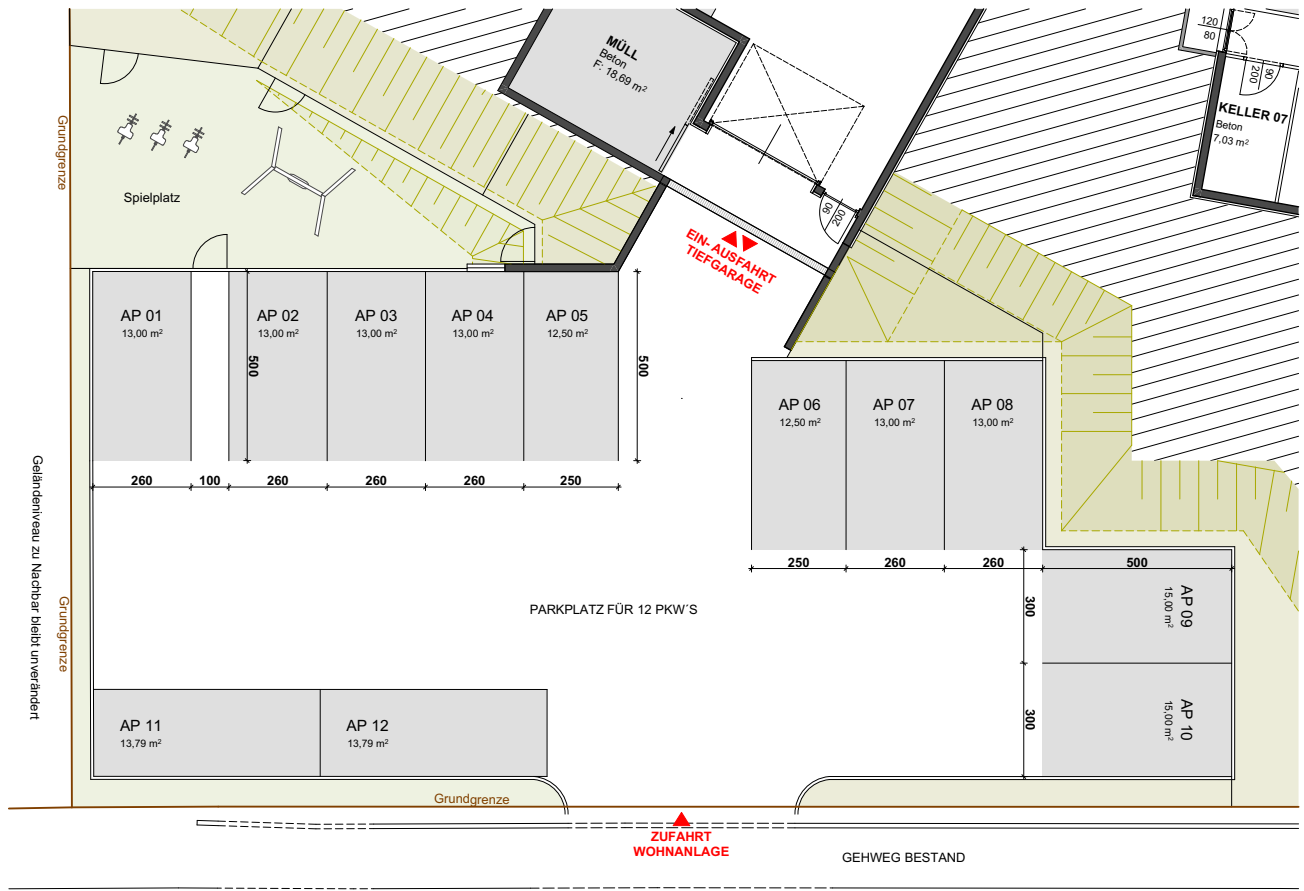 120
80
200
90
MÜLL
Beton
F: 18,69 m²
KELLER 07
Beton
7,03 m²
Grundgrenze
Spielplatz
90
200
EIN- AUSFAHRT
TIEFGARAGE
AP 01
13,00 m²
AP 02
13,00 m²
AP 03
13,00 m²
AP 04
13,00 m²
AP 05
12,50 m²
500
500
AP 06
12,50 m²
AP 07
13,00 m²
AP 08
13,00 m²
260
100
260
260
260
250
Geländeniveau zu Nachbar bleibt unverändert
Grundgrenze
250
260
260
500
PARKPLATZ FÜR 12 PKW´S
300
AP 09
15,00 m²
300
AP 10
15,00 m²
AP 11
13,79 m²
AP 12
13,79 m²
Grundgrenze
ZUFAHRT
WOHNANLAGE
GEHWEG BESTAND